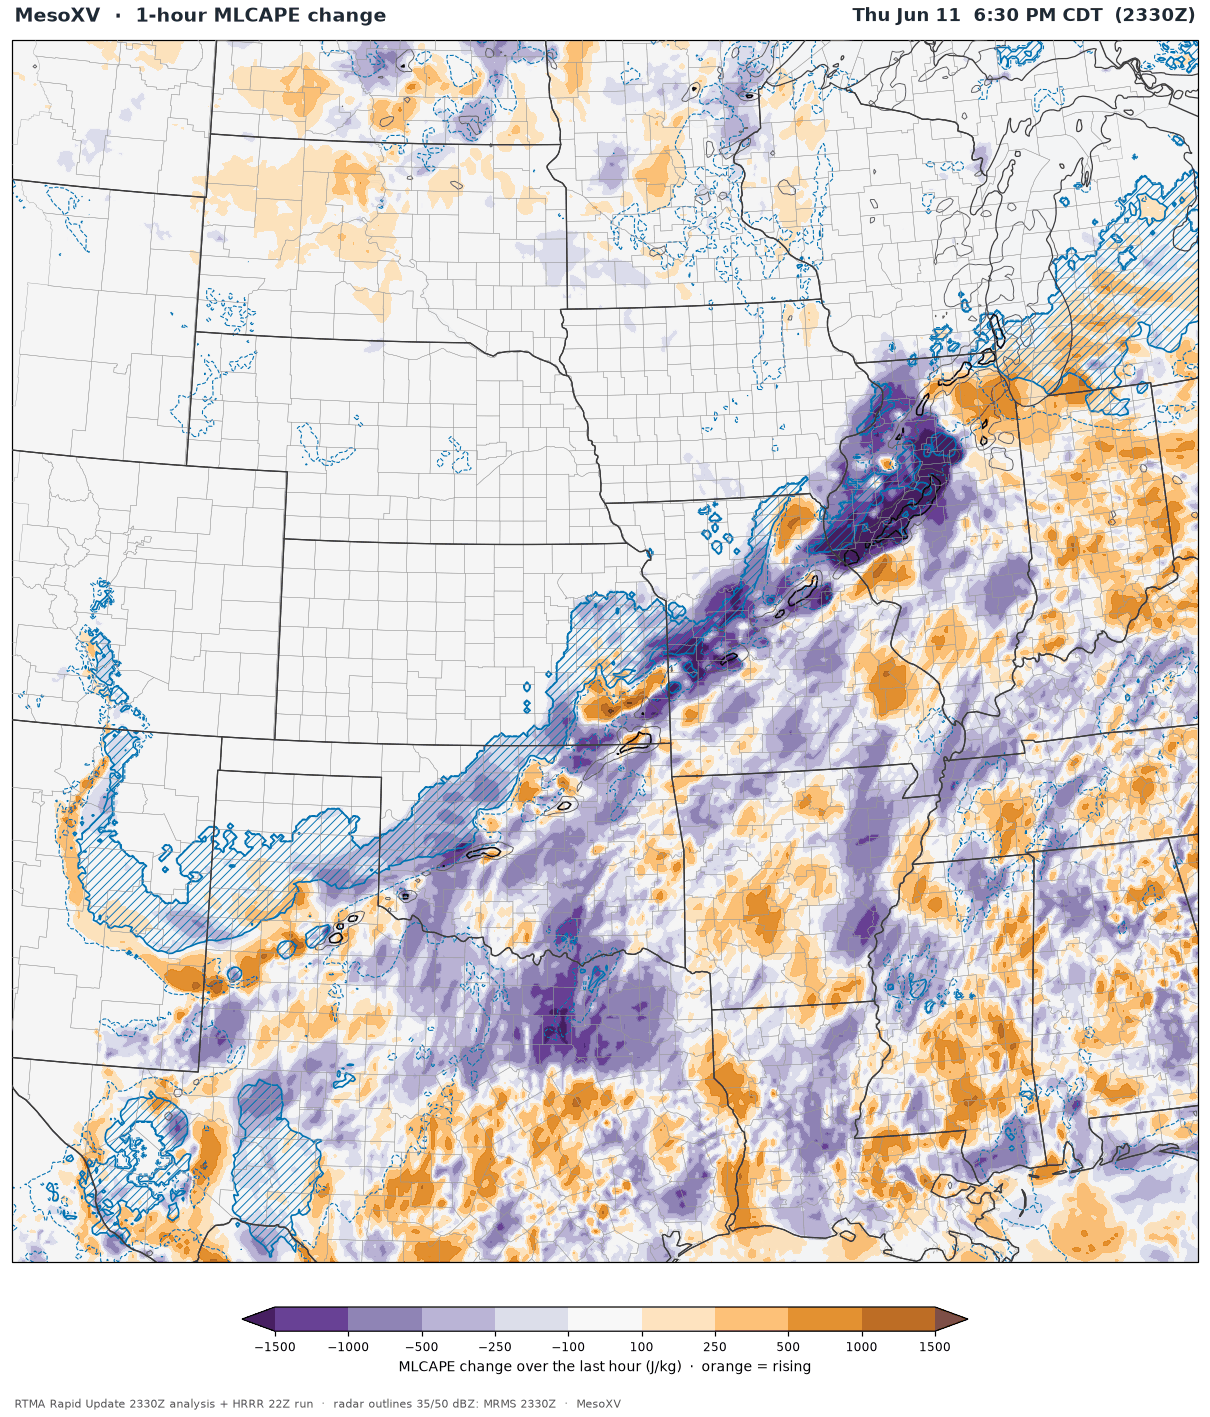 MesoXV · 1-hour MLCAPE change
Thu Jun 11 6:30 PM CDT (2330Z)
−1500 −1000 −500 −250 −100 100 250 500 1000 1500
MLCAPE change over the last hour (J/kg) · orange = rising
RTMA Rapid Update 2330Z analysis + HRRR 22Z run · radar outlines 35/50 dBZ: MRMS 2330Z · MesoXV